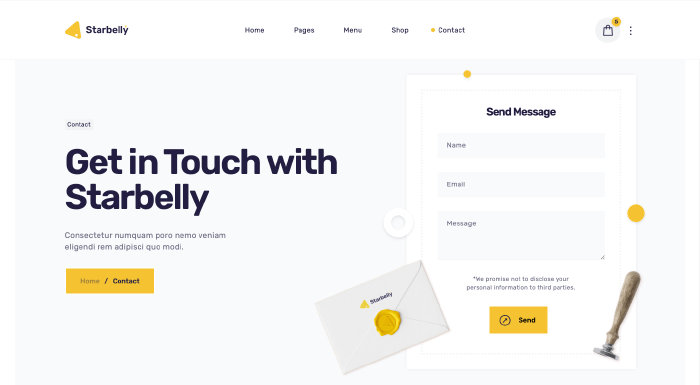 Starbelly
Home Pages Menu Shop Contact
Contact
Get in Touch with
Starbelly
Consectetur numquam poro nemo veniam
eligendi rem adipisci quo modi.
Home / Contact
Send Message
Name
Email
Message
*We promise not to disclose your
personal information to third parties.
Send
Starbelly